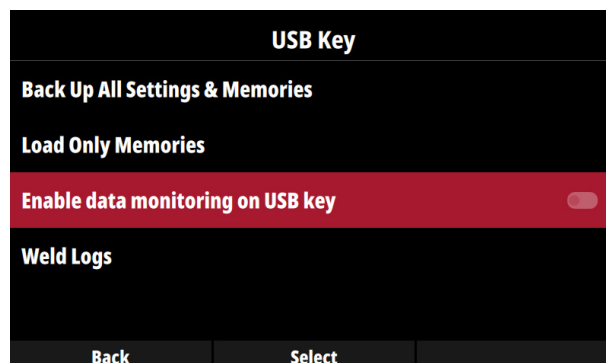 USB Key
Back Up All Settings & Memories
Load Only Memories
Enable data monitoring on USB key
Weld Logs
Back Select